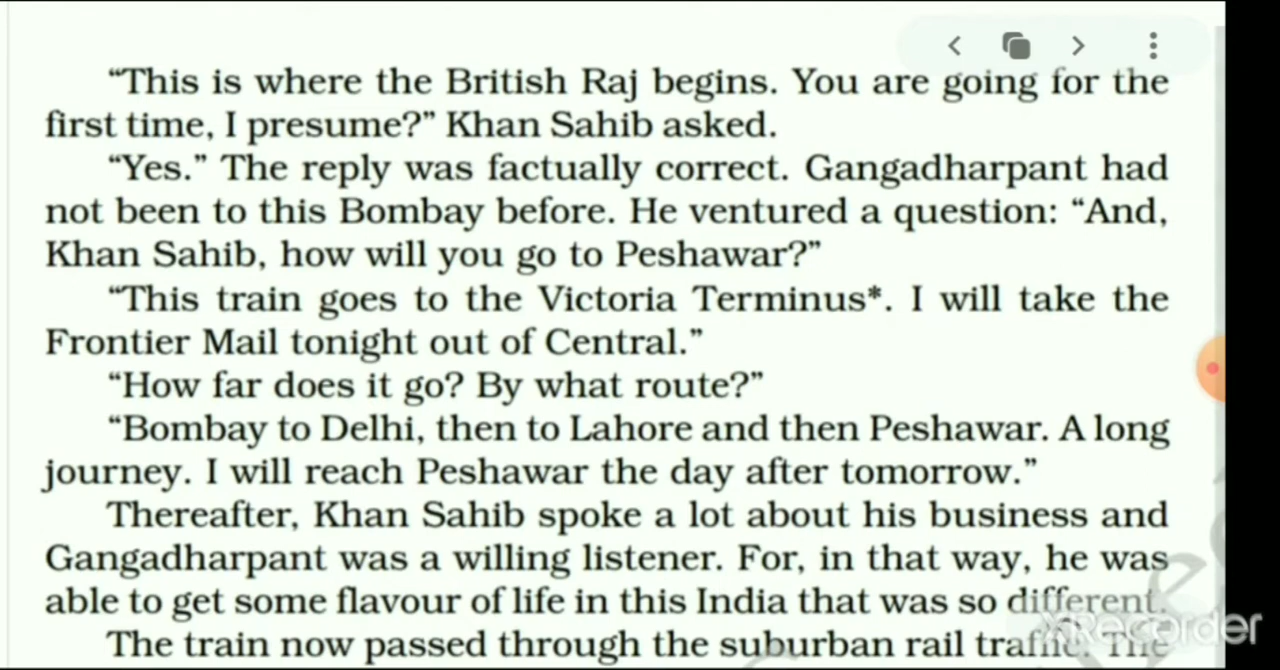 “This is where the British Raj begins. You are going for the
first time, I presume?” Khan Sahib asked.
“Yes.” The reply was factually correct. Gangadharpant had
not been to this Bombay before. He ventured a question: “And,
Khan Sahib, how will you go to Peshawar?”
“This train goes to the Victoria Terminus*. I will take the
Frontier Mail tonight out of Central.”
“How far does it go? By what route?”
“Bombay to Delhi, then to Lahore and then Peshawar. A long
journey. I will reach Peshawar the day after tomorrow.”
Thereafter, Khan Sahib spoke a lot about his business and
Gangadharpant was a willing listener. For, in that way, he was
able to get some flavour of life in this India that was so different.
The train now passed through the suburban rail traffic. The
XRecorder